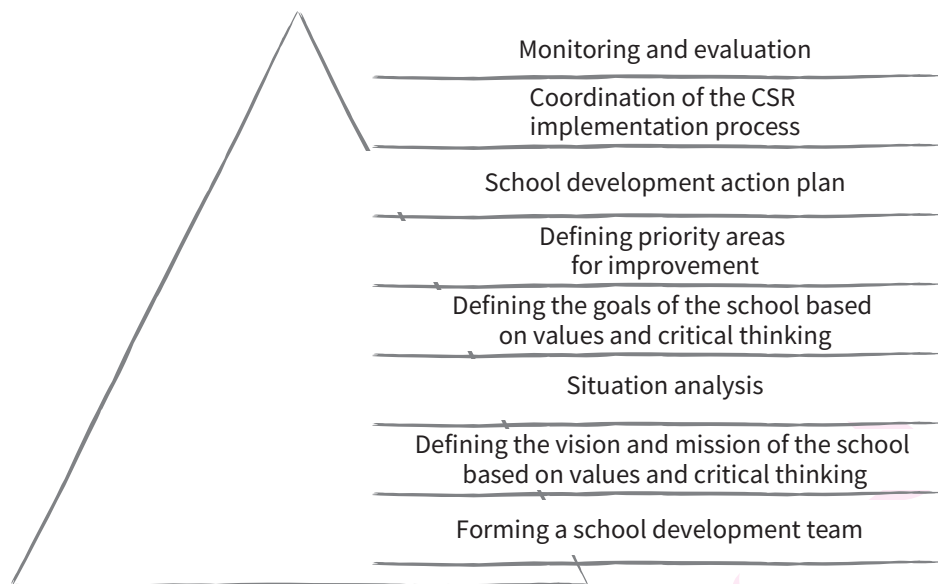 Monitoring and evaluation
Coordination of the CSR
implementation process
School development action plan
Defining priority areas
for improvement
Defining the goals of the school based
on values and critical thinking
Situation analysis
Defining the vision and mission of the school
based on values and critical thinking
Forming a school development team